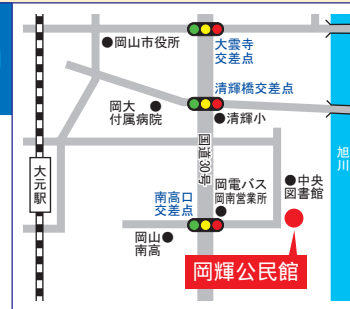 岡山市役所
大雲寺
交差点
清輝橋交差点
岡大
付属病院
清輝小
国道30号
旭川
大元駅
岡電バス
岡南営業所
中央
図書館
南高口
交差点
岡山
南高
岡輝公民館